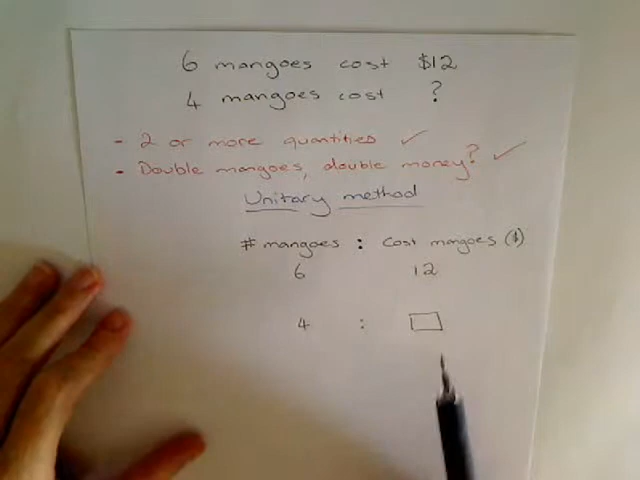 6 mangoes cost $12
4 mangoes cost ?
- 2 or more quantities ✓
- Double mangoes, double money? ✓
Unitary method
# mangoes : cost mangoes ($)
6 12
4 : □